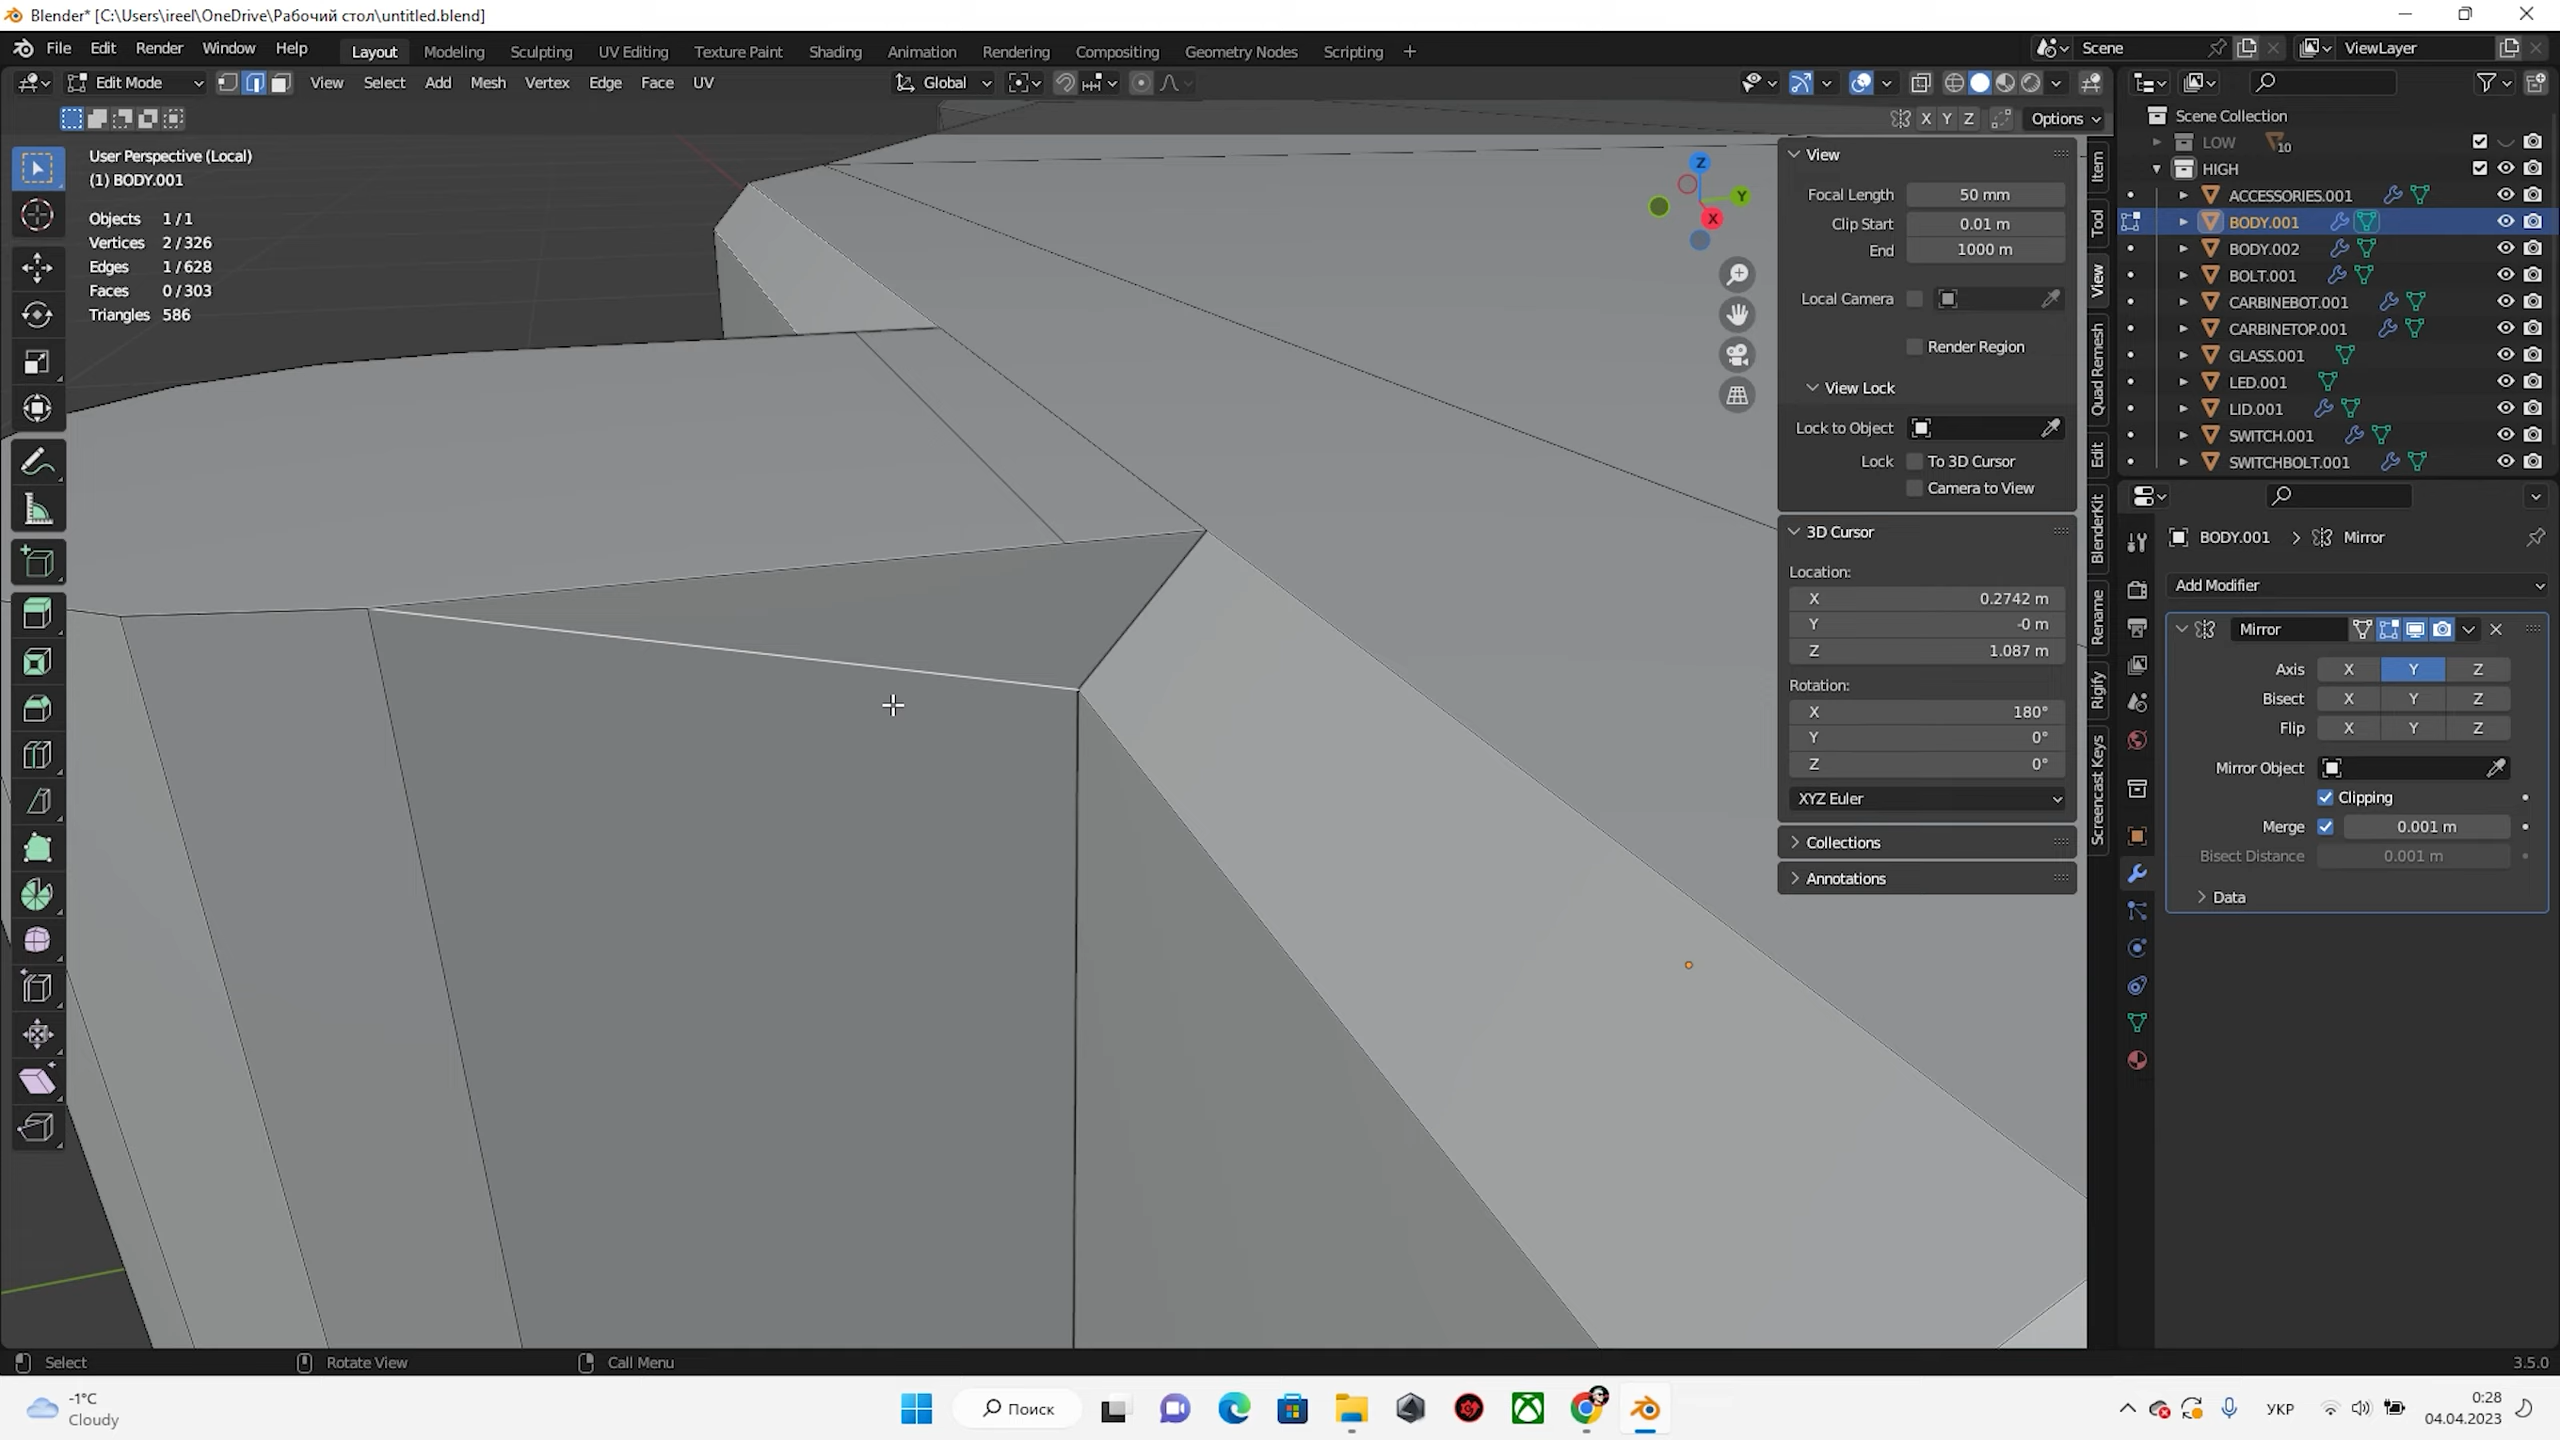 Blender* [C:\Users\ireel\OneDrive\Рабочий стол\untitled.blend]
File Edit Render Window Help Layout Modeling Sculpting UV Editing Texture Paint Shading Animation Rendering Compositing Geometry Nodes Scripting + Scene ViewLayer
Edit Mode View Select Add Mesh Vertex Edge Face UV Global
X Y Z Options
User Perspective (Local)
(1) BODY.001
Objects 1/1
Vertices 2/326
Edges 1/628
Faces 0/303
Triangles 586
Z
Y
X
View
Focal Length 50 mm
Clip Start 0.01 m
End 1000 m
Local Camera
Render Region
View Lock
Lock to Object
Lock To 3D Cursor
Camera to View
3D Cursor
Location:
X 0.2742 m
Y -0 m
Z 1.087 m
Rotation:
X 180°
Y 0°
Z 0°
XYZ Euler
Collections
Annotations
Item
Tool
View
Quad Remesh
Edit
BlenderKit
Rename
Rigify
Screencast Keys
Scene Collection
LOW 10
HIGH
ACCESSORIES.001
BODY.001
BODY.002
BOLT.001
CARBINEBOT.001
CARBINETOP.001
GLASS.001
LED.001
LID.001
SWITCH.001
SWITCHBOLT.001
BODY.001 > Mirror
Add Modifier
Mirror
Axis X Y Z
Bisect X Y Z
Flip X Y Z
Mirror Object
Clipping
Merge 0.001 m
Bisect Distance 0.001 m
Data
Select Rotate View Call Menu 3.5.0
-1°C
Cloudy
Поиск
УКР
0:28
04.04.2023